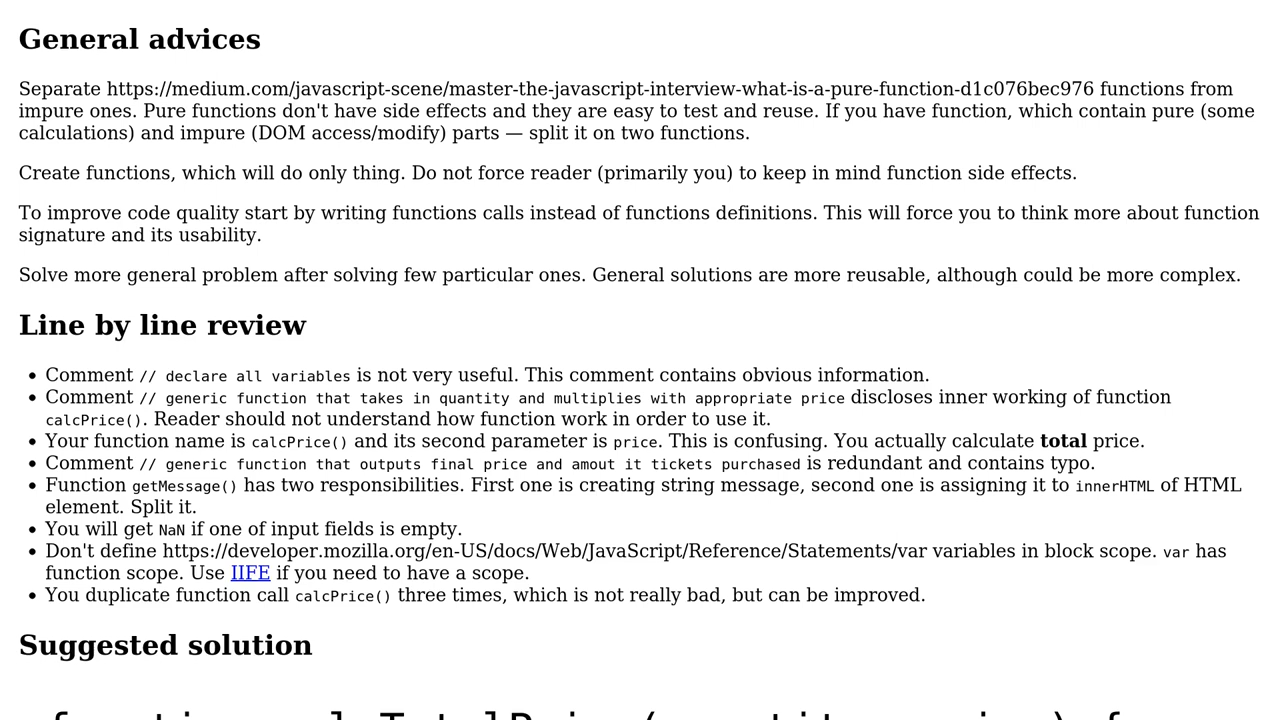 General advices
Separate https://medium.com/javascript-scene/master-the-javascript-interview-what-is-a-pure-function-d1c076bec976 functions from
impure ones. Pure functions don't have side effects and they are easy to test and reuse. If you have function, which contain pure (some
calculations) and impure (DOM access/modify) parts — split it on two functions.
Create functions, which will do only thing. Do not force reader (primarily you) to keep in mind function side effects.
To improve code quality start by writing functions calls instead of functions definitions. This will force you to think more about function
signature and its usability.
Solve more general problem after solving few particular ones. General solutions are more reusable, although could be more complex.
Line by line review
• Comment // declare all variables is not very useful. This comment contains obvious information.
• Comment // generic function that takes in quantity and multiplies with appropriate price discloses inner working of function
calcPrice(). Reader should not understand how function work in order to use it.
• Your function name is calcPrice() and its second parameter is price. This is confusing. You actually calculate total price.
• Comment // generic function that outputs final price and amout it tickets purchased is redundant and contains typo.
• Function getMessage() has two responsibilities. First one is creating string message, second one is assigning it to innerHTML of HTML
element. Split it.
• You will get NaN if one of input fields is empty.
• Don't define https://developer.mozilla.org/en-US/docs/Web/JavaScript/Reference/Statements/var variables in block scope. var has
function scope. Use IIFE if you need to have a scope.
• You duplicate function call calcPrice() three times, which is not really bad, but can be improved.
Suggested solution